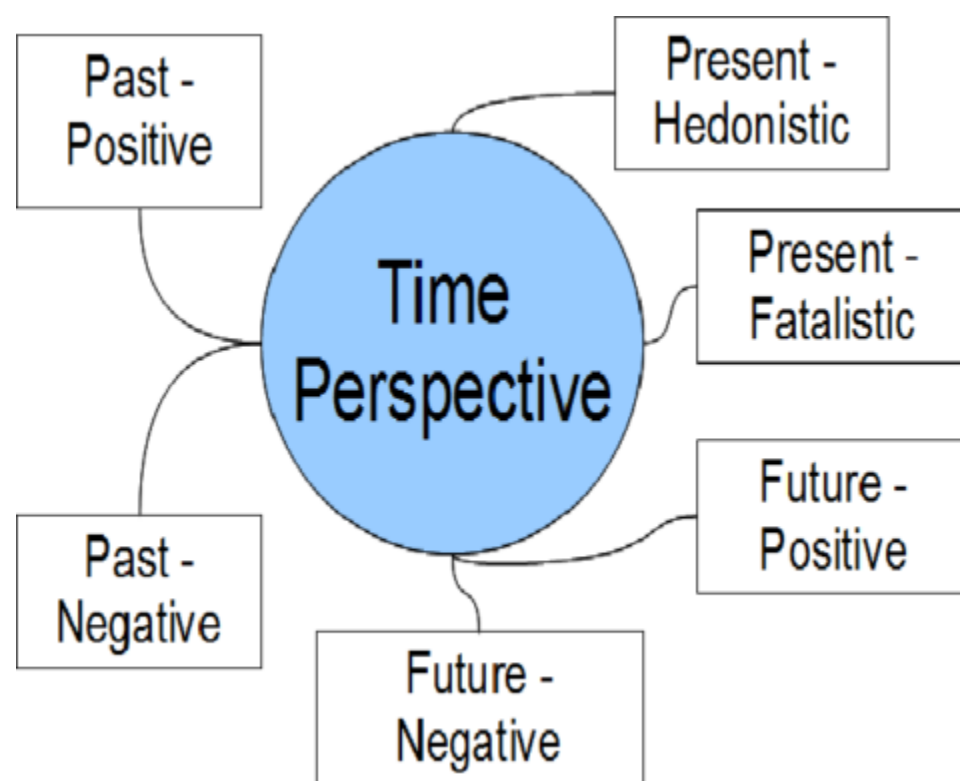 Past -
Positive
Present -
Hedonistic
Time
Perspective
Present -
Fatalistic
Future -
Positive
Past -
Negative
Future -
Negative